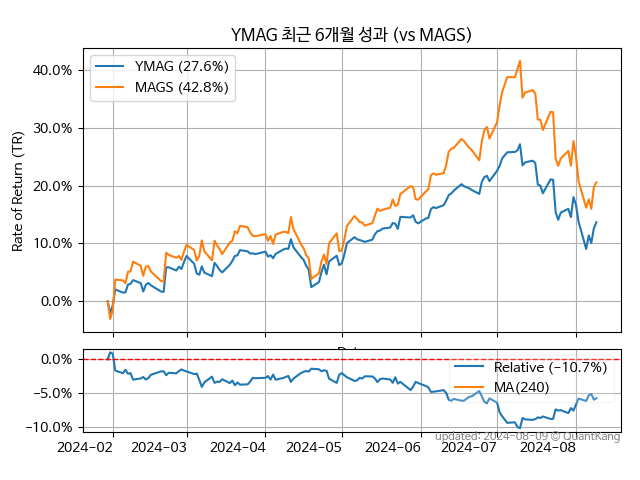 YMAG 최근 6개월 성과 (vs MAGS)
YMAG (27.6%)
MAGS (42.8%)
Rate of Return (TR)
40.0%
30.0%
20.0%
10.0%
0.0%
0.0%
−5.0%
−10.0%
Relative (−10.7%)
MA(240)
updated: 2024-08-09 © QuantKang
2024-02 2024-03 2024-04 2024-05 2024-06 2024-07 2024-08